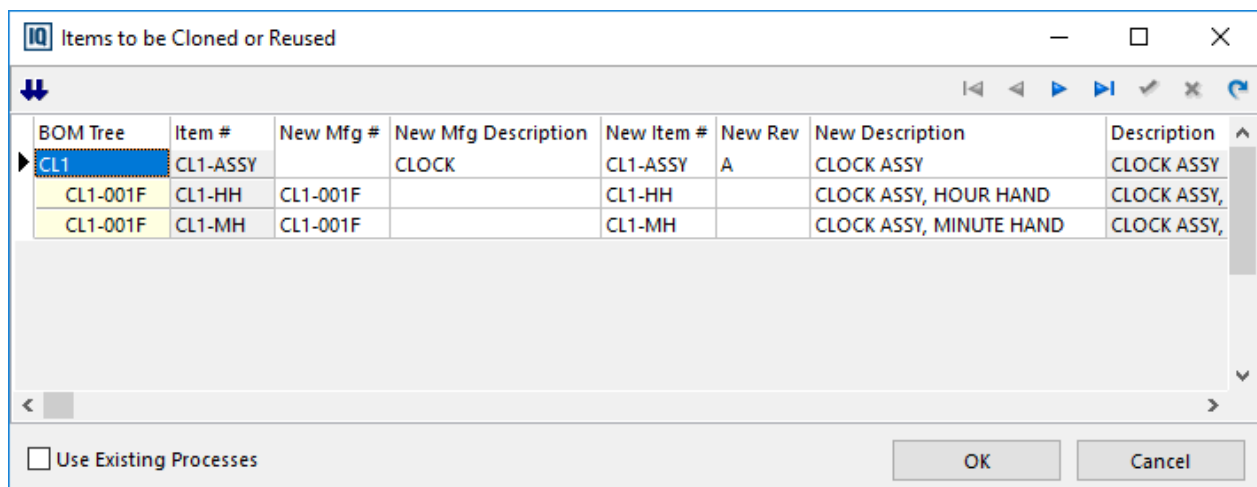 IQ Items to be Cloned or Reused
BOM Tree Item # New Mfg # New Mfg Description New Item # New Rev New Description Description
CL1 CL1-ASSY CLOCK CL1-ASSY A CLOCK ASSY CLOCK ASSY
CL1-001F CL1-HH CL1-001F CL1-HH CLOCK ASSY, HOUR HAND CLOCK ASSY,
CL1-001F CL1-MH CL1-001F CL1-MH CLOCK ASSY, MINUTE HAND CLOCK ASSY,
Use Existing Processes OK Cancel